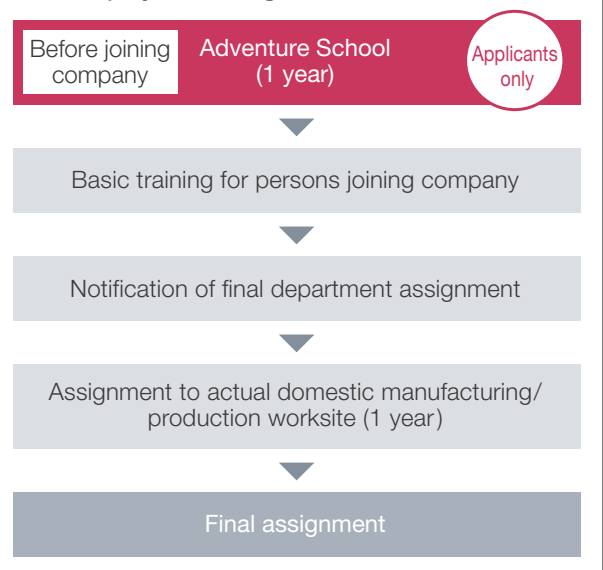 Before joining
company
Adventure School
(1 year)
Applicants
only
Basic training for persons joining company
Notification of final department assignment
Assignment to actual domestic manufacturing/
production worksite (1 year)
Final assignment